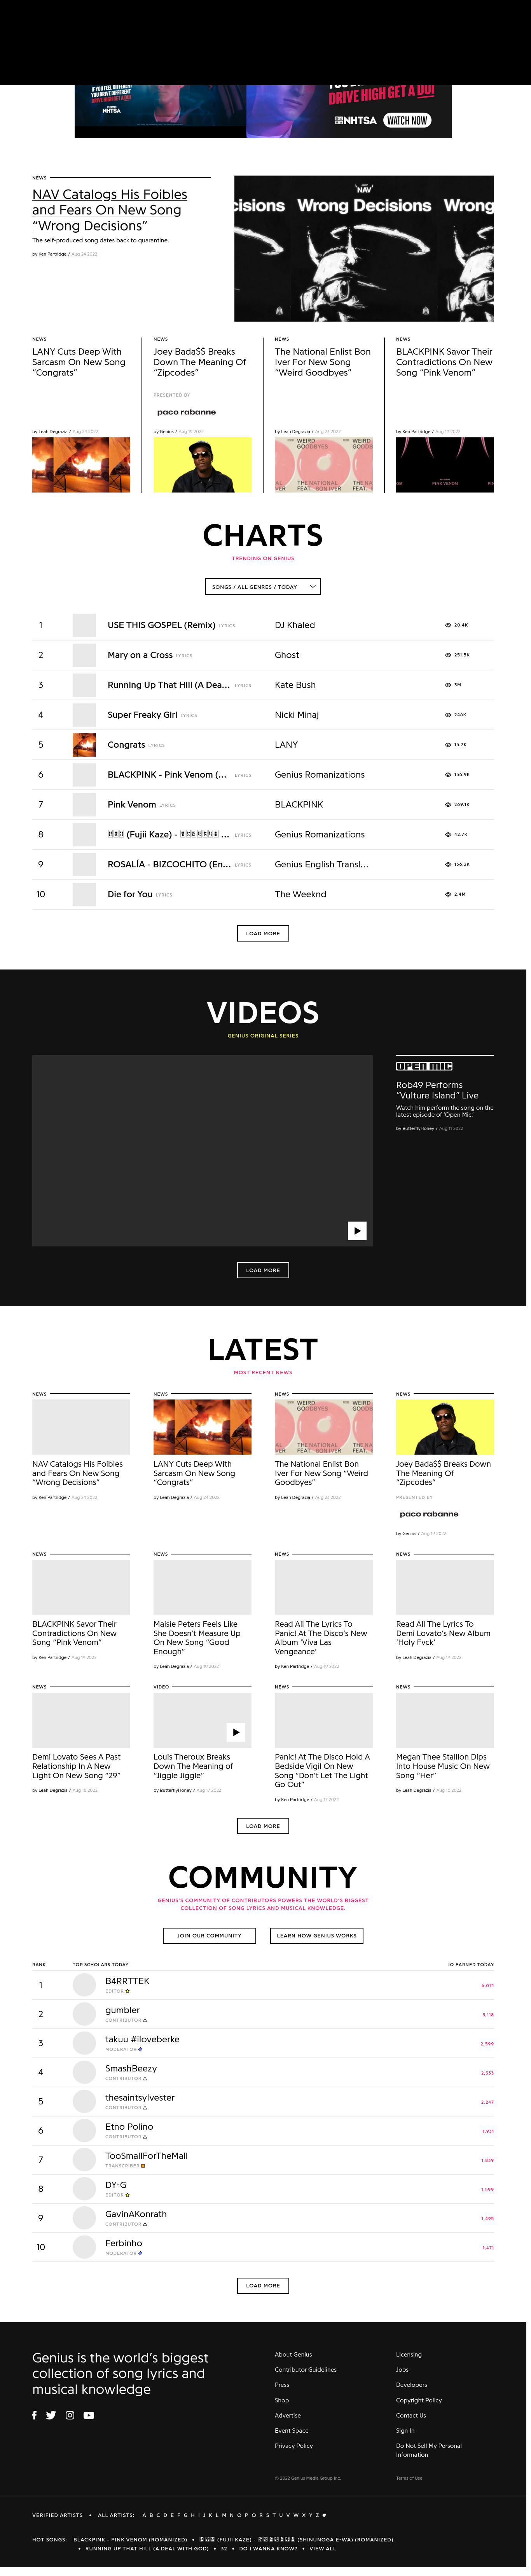 IF YOU FEEL DIFFERENT
YOU DRIVE DIFFERENT
DRIVE HIGH GET A DUI
NHTSA
DRIVE HIGH GET A DUI
NHTSA WATCH NOW
NEWS
NAV Catalogs His Foibles
and Fears On New Song
“Wrong Decisions”
The self-produced song dates back to quarantine.
by Ken Partridge / Aug 24 2022
NAV
Wrong Decisions
NEWS
LANY Cuts Deep With
Sarcasm On New Song
“Congrats”
by Leah Degrazia / Aug 24 2022
NEWS
Joey Bada$$ Breaks
Down The Meaning Of
“Zipcodes”
PRESENTED BY
paco rabanne
by Genius / Aug 19 2022
NEWS
The National Enlist Bon
Iver For New Song
“Weird Goodbyes”
by Leah Degrazia / Aug 23 2022
WEIRD
GOODBYES
THE NATIONAL
FEAT. BON IVER
NEWS
BLACKPINK Savor Their
Contradictions On New
Song “Pink Venom”
by Ken Partridge / Aug 19 2022
PINK VENOM
CHARTS
TRENDING ON GENIUS
SONGS / ALL GENRES / TODAY
1 USE THIS GOSPEL (Remix) LYRICS DJ Khaled 20.4K
2 Mary on a Cross LYRICS Ghost 251.5K
3 Running Up That Hill (A Dea... LYRICS Kate Bush 3M
4 Super Freaky Girl LYRICS Nicki Minaj 246K
5 Congrats LYRICS LANY 15.7K
6 BLACKPINK - Pink Venom (... LYRICS Genius Romanizations 156.9K
7 Pink Venom LYRICS BLACKPINK 269.1K
8 (Fujii Kaze) - ... LYRICS Genius Romanizations 42.7K
9 ROSALÍA - BIZCOCHITO (En... LYRICS Genius English Transl... 136.3K
10 Die for You LYRICS The Weeknd 2.4M
LOAD MORE
VIDEOS
GENIUS ORIGINAL SERIES
OPEN MIC
Rob49 Performs
“Vulture Island” Live
Watch him perform the song on the
latest episode of ‘Open Mic.’
by ButterflyHoney / Aug 11 2022
LOAD MORE
LATEST
MOST RECENT NEWS
NEWS
NAV Catalogs His Foibles
and Fears On New Song
“Wrong Decisions”
by Ken Partridge / Aug 24 2022
NEWS
LANY Cuts Deep With
Sarcasm On New Song
“Congrats”
by Leah Degrazia / Aug 24 2022
NEWS
WEIRD
GOODBYES
THE NATIONAL
FEAT. BON IVER
The National Enlist Bon
Iver For New Song “Weird
Goodbyes”
by Leah Degrazia / Aug 23 2022
NEWS
Joey Bada$$ Breaks Down
The Meaning Of
“Zipcodes”
PRESENTED BY
paco rabanne
by Genius / Aug 19 2022
NEWS
BLACKPINK Savor Their
Contradictions On New
Song “Pink Venom”
by Ken Partridge / Aug 19 2022
NEWS
Maisie Peters Feels Like
She Doesn’t Measure Up
On New Song “Good
Enough”
by Leah Degrazia / Aug 19 2022
NEWS
Read All The Lyrics To
Panic! At The Disco’s New
Album ‘Viva Las
Vengeance’
by Ken Partridge / Aug 19 2022
NEWS
Read All The Lyrics To
Demi Lovato’s New Album
‘Holy Fvck’
by Leah Degrazia / Aug 19 2022
NEWS
Demi Lovato Sees A Past
Relationship In A New
Light On New Song “29”
by Leah Degrazia / Aug 18 2022
VIDEO
Louis Theroux Breaks
Down The Meaning of
“Jiggle Jiggle”
by ButterflyHoney / Aug 17 2022
NEWS
Panic! At The Disco Hold A
Bedside Vigil On New
Song “Don’t Let The Light
Go Out”
by Ken Partridge / Aug 17 2022
NEWS
Megan Thee Stallion Dips
Into House Music On New
Song “Her”
by Leah Degrazia / Aug 15 2022
LOAD MORE
COMMUNITY
GENIUS’S COMMUNITY OF CONTRIBUTORS POWERS THE WORLD’S BIGGEST
COLLECTION OF SONG LYRICS AND MUSICAL KNOWLEDGE.
JOIN OUR COMMUNITY LEARN HOW GENIUS WORKS
RANK TOP SCHOLARS TODAY IQ EARNED TODAY
1 B4RRTTEK 6,071
EDITOR
2 gumbler 3,118
CONTRIBUTOR
3 takuu #iloveberke 2,599
MODERATOR
4 SmashBeezy 2,333
CONTRIBUTOR
5 thesaintsylvester 2,247
CONTRIBUTOR
6 Etno Polino 1,931
CONTRIBUTOR
7 TooSmallForTheMall 1,839
TRANSCRIBER
8 DY-G 1,599
EDITOR
9 GavinAKonrath 1,495
CONTRIBUTOR
10 Ferbinho 1,471
MODERATOR
LOAD MORE
Genius is the world’s biggest
collection of song lyrics and
musical knowledge
About Genius
Contributor Guidelines
Press
Shop
Advertise
Event Space
Privacy Policy
Licensing
Jobs
Developers
Copyright Policy
Contact Us
Sign In
Do Not Sell My Personal
Information
© 2022 Genius Media Group Inc.
Terms of Use
VERIFIED ARTISTS • ALL ARTISTS: A B C D E F G H I J K L M N O P Q R S T U V W X Y Z #
HOT SONGS: BLACKPINK - PINK VENOM (ROMANIZED) • (FUJII KAZE) - (SHINUNOGA E-WA) (ROMANIZED)
• RUNNING UP THAT HILL (A DEAL WITH GOD) • 32 • DO I WANNA KNOW? • VIEW ALL